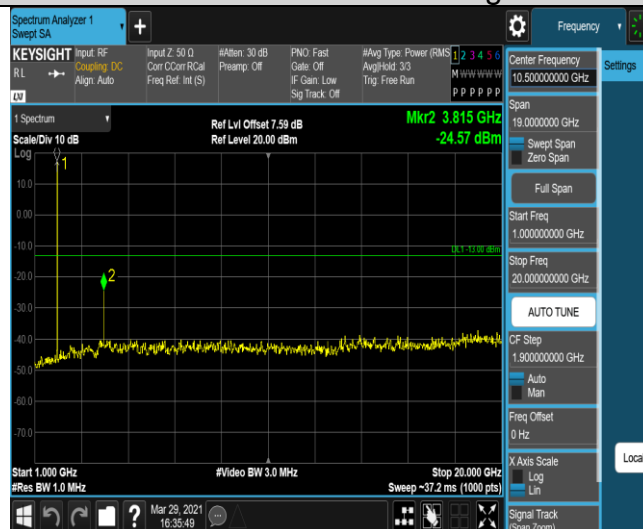 Spectrum Analyzer 1
Swept SA
+
Frequency
KEYSIGHT
RL
Input: RF
Coupling: DC
Align: Auto
Input Z: 50 Ω
Corr CCorr RCal
Freq Ref: Int (S)
#Atten: 30 dB
Preamp: Off
PNO: Fast
Gate: Off
IF Gain: Low
Sig Track: Off
#Avg Type: Power (RMS
Avg|Hold: 3/3
Trig: Free Run
1 2 3 4 5 6
M W W W W W
P P P P P P
LXI
1 Spectrum
Scale/Div 10 dB
Log
Ref Lvl Offset 7.59 dB
Ref Level 20.00 dBm
Mkr2 3.815 GHz
-24.57 dBm
1
10.0
0.00
-10.0
DL1 -13.00 dBm
2
-20.0
-30.0
-40.0
-50.0
-60.0
-70.0
Start 1.000 GHz
#Res BW 1.0 MHz
#Video BW 3.0 MHz
Stop 20.000 GHz
Sweep ~37.2 ms (1000 pts)
Mar 29, 2021
16:35:49
?
Center Frequency
10.500000000 GHz
Span
19.0000000 GHz
Swept Span
Zero Span
Full Span
Start Freq
1.000000000 GHz
Stop Freq
20.000000000 GHz
AUTO TUNE
CF Step
1.900000000 GHz
Auto
Man
Freq Offset
0 Hz
X Axis Scale
Log
Lin
Signal Track
(Span Zoom)
Settings
Local